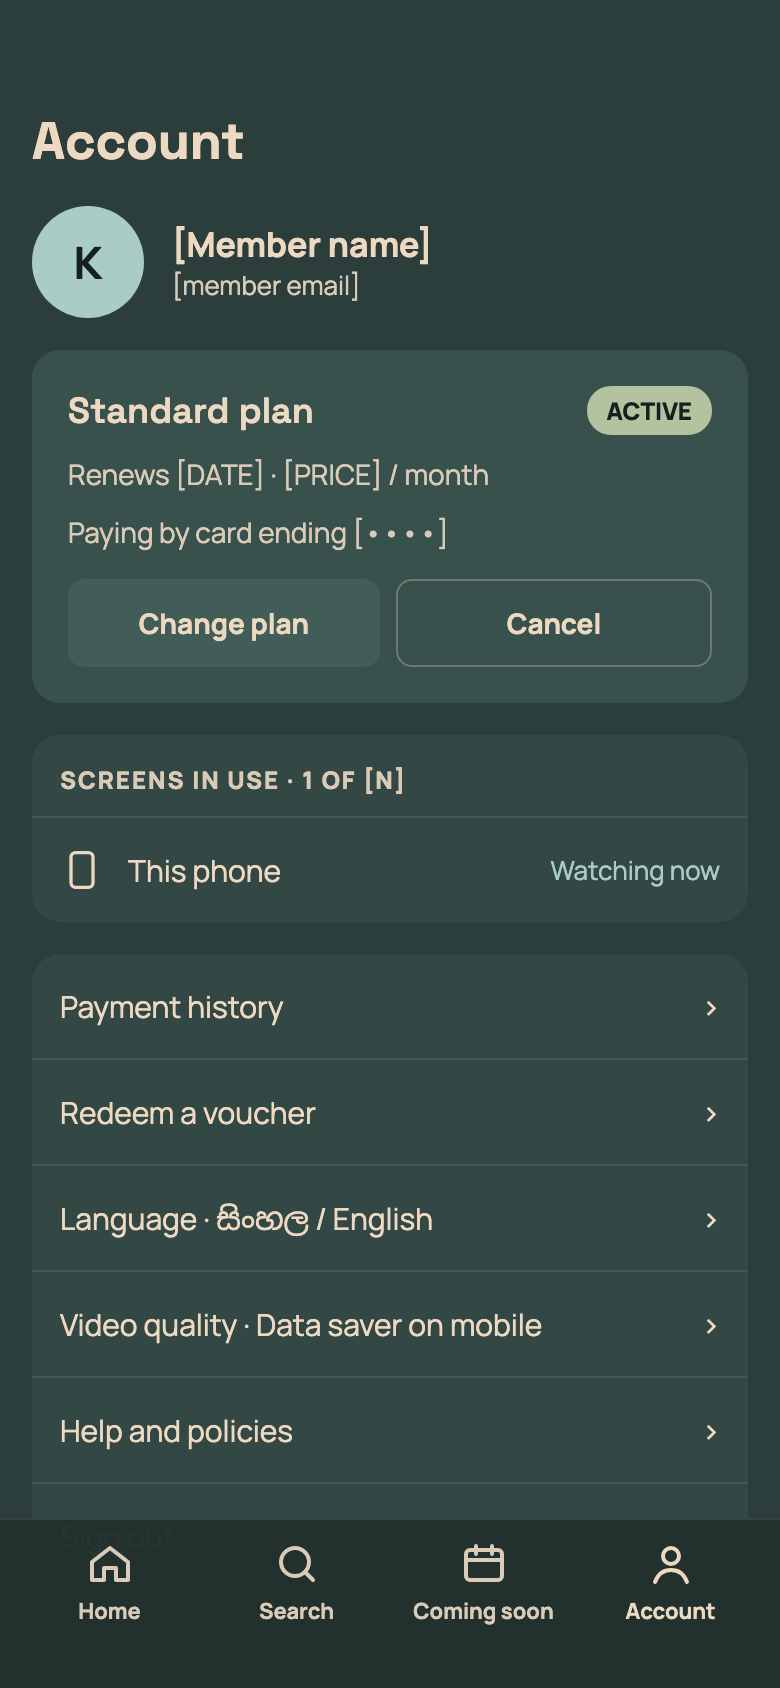 Account
K
[Member name]
[member email]
Standard plan
ACTIVE
Renews [DATE] · [PRICE] / month
Paying by card ending [••••]
Change plan
Cancel
SCREENS IN USE · 1 OF [N]
This phone
Watching now
Payment history
Redeem a voucher
Language · සිංහල / English
Video quality · Data saver on mobile
Help and policies
Sign out
Home
Search
Coming soon
Account